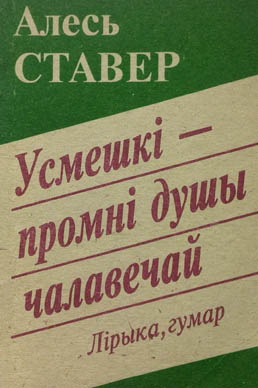 Алесь
СТАВЕР
Усмешкі —
промні душы
чалавечай
Лірыка, гумар